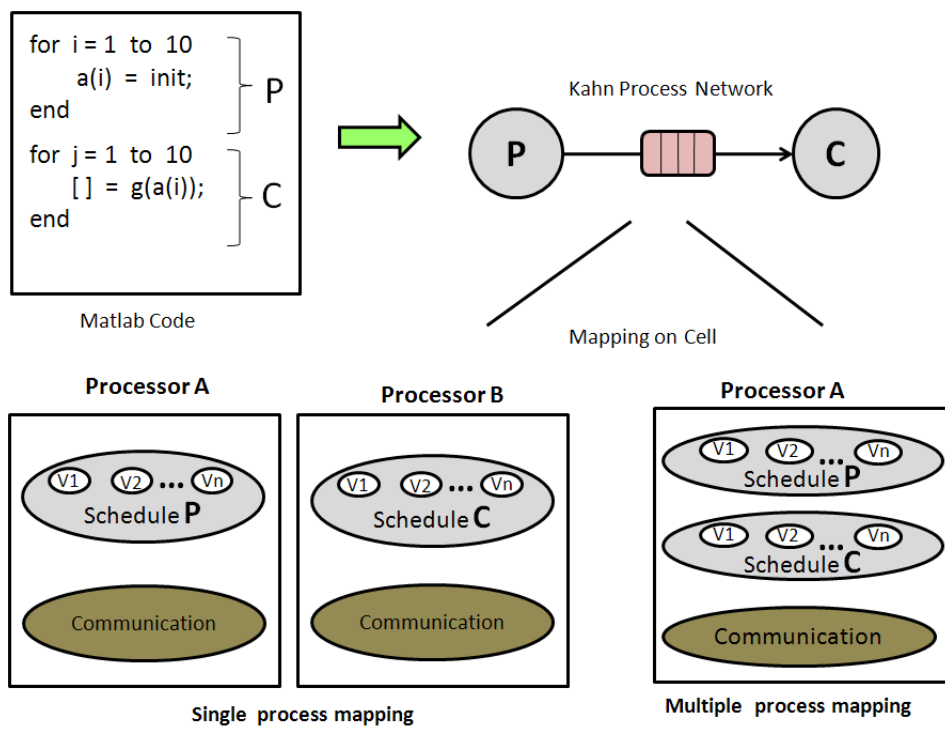 for i = 1 to 10
a(i) = init;
end
P
for j = 1 to 10
[ ] = g(a(i));
end
C
Matlab Code
Kahn Process Network
P
C
Mapping on Cell
Processor A
V1 V2 ... Vn
Schedule P
Communication
Processor B
V1 V2 ... Vn
Schedule C
Communication
Single process mapping
Processor A
V1 V2 ... Vn
Schedule P
V1 V2 ... Vn
Schedule C
Communication
Multiple process mapping